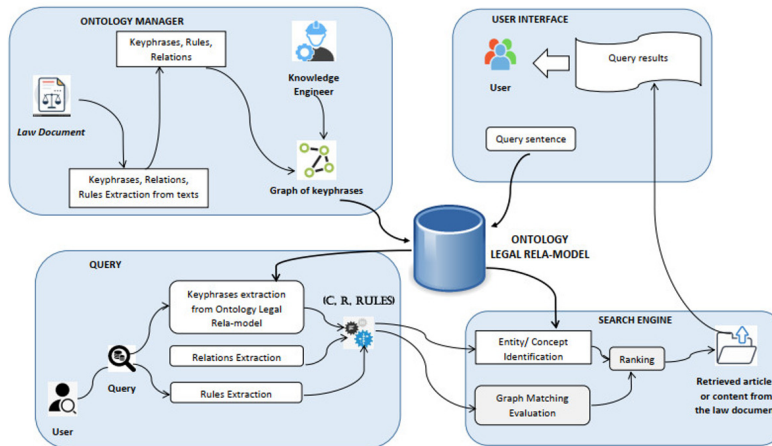 ONTOLOGY MANAGER
Keyphrases, Rules,
Relations
Knowledge
Engineer
Law Document
Keyphrases, Relations,
Rules Extraction from texts
Graph of keyphrases
USER INTERFACE
Query results
User
Query sentence
ONTOLOGY
LEGAL RELA-MODEL
QUERY
Keyphrases extraction
from Ontology Legal
Rela-model
(C, R, RULES)
Relations Extraction
Query
Rules Extraction
User
SEARCH ENGINE
Entity/ Concept
Identification
Ranking
Graph Matching
Evaluation
Retrieved article
or content from
the law documen